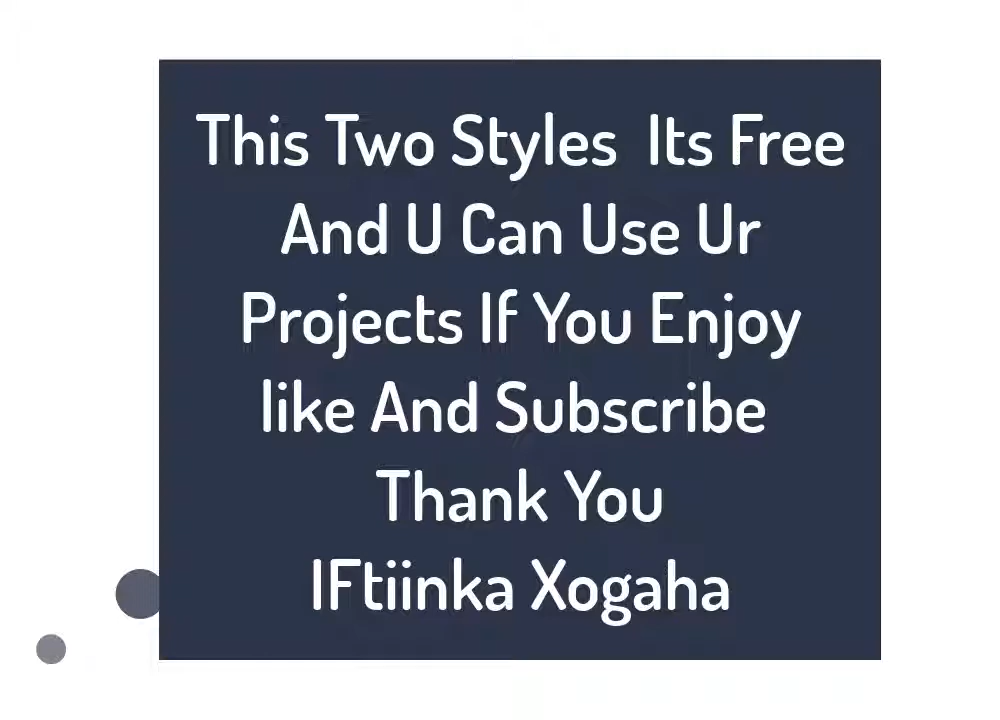 This Two Styles  Its Free
And U Can Use Ur
Projects If You Enjoy
like And Subscribe
Thank You
IFtiinka Xogaha